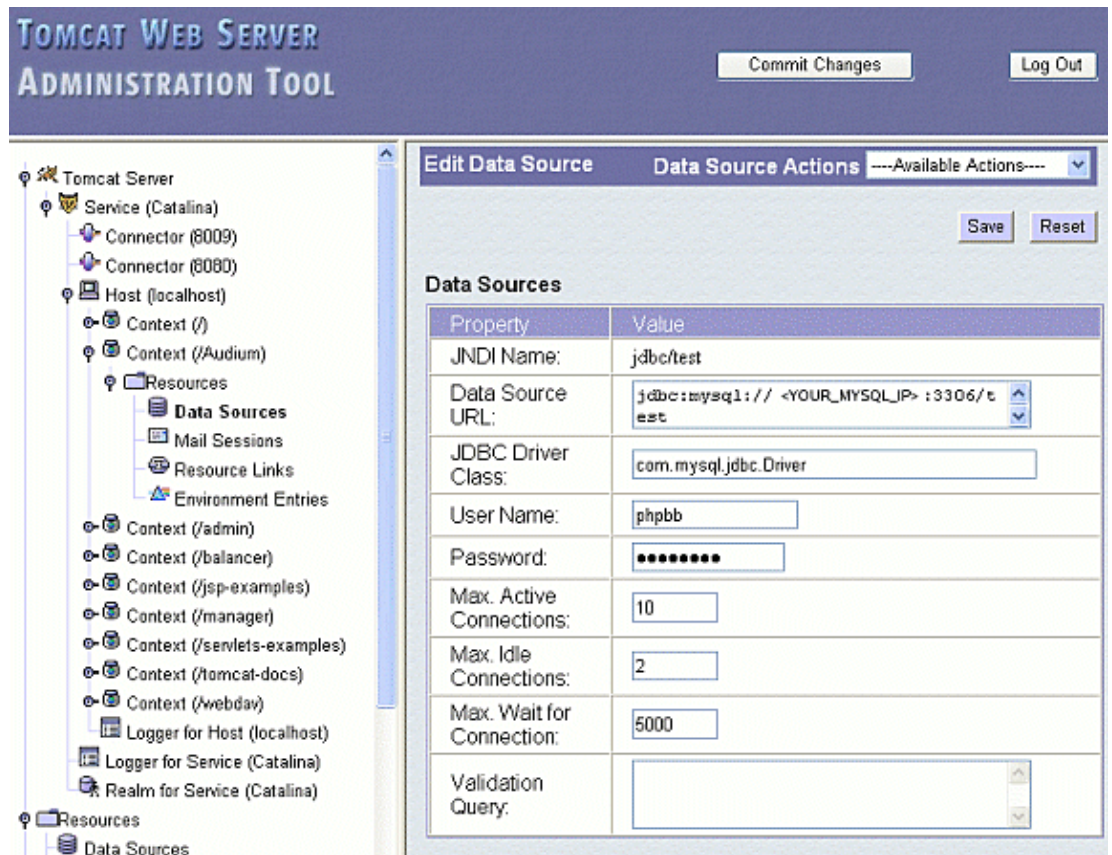 TOMCAT WEB SERVER
ADMINISTRATION TOOL
Commit Changes
Log Out
Tomcat Server
Service (Catalina)
Connector (8009)
Connector (8080)
Host (localhost)
Context (/)
Context (/Audium)
Resources
Data Sources
Mail Sessions
Resource Links
Environment Entries
Context (/admin)
Context (/balancer)
Context (/jsp-examples)
Context (/manager)
Context (/servlets-examples)
Context (/tomcat-docs)
Context (/webdav)
Logger for Host (localhost)
Logger for Service (Catalina)
Realm for Service (Catalina)
Resources
Data Sources
Edit Data Source
Data Source Actions
----Available Actions----
Save
Reset
Data Sources
Property
Value
JNDI Name:
jdbc/test
Data Source
URL:
jdbc:mysql:// <YOUR_MYSQL_IP> :3306/t
est
JDBC Driver
Class:
com.mysql.jdbc.Driver
User Name:
phpbb
Password:
●●●●●●●●
Max. Active
Connections:
10
Max. Idle
Connections:
2
Max. Wait for
Connection:
5000
Validation
Query: